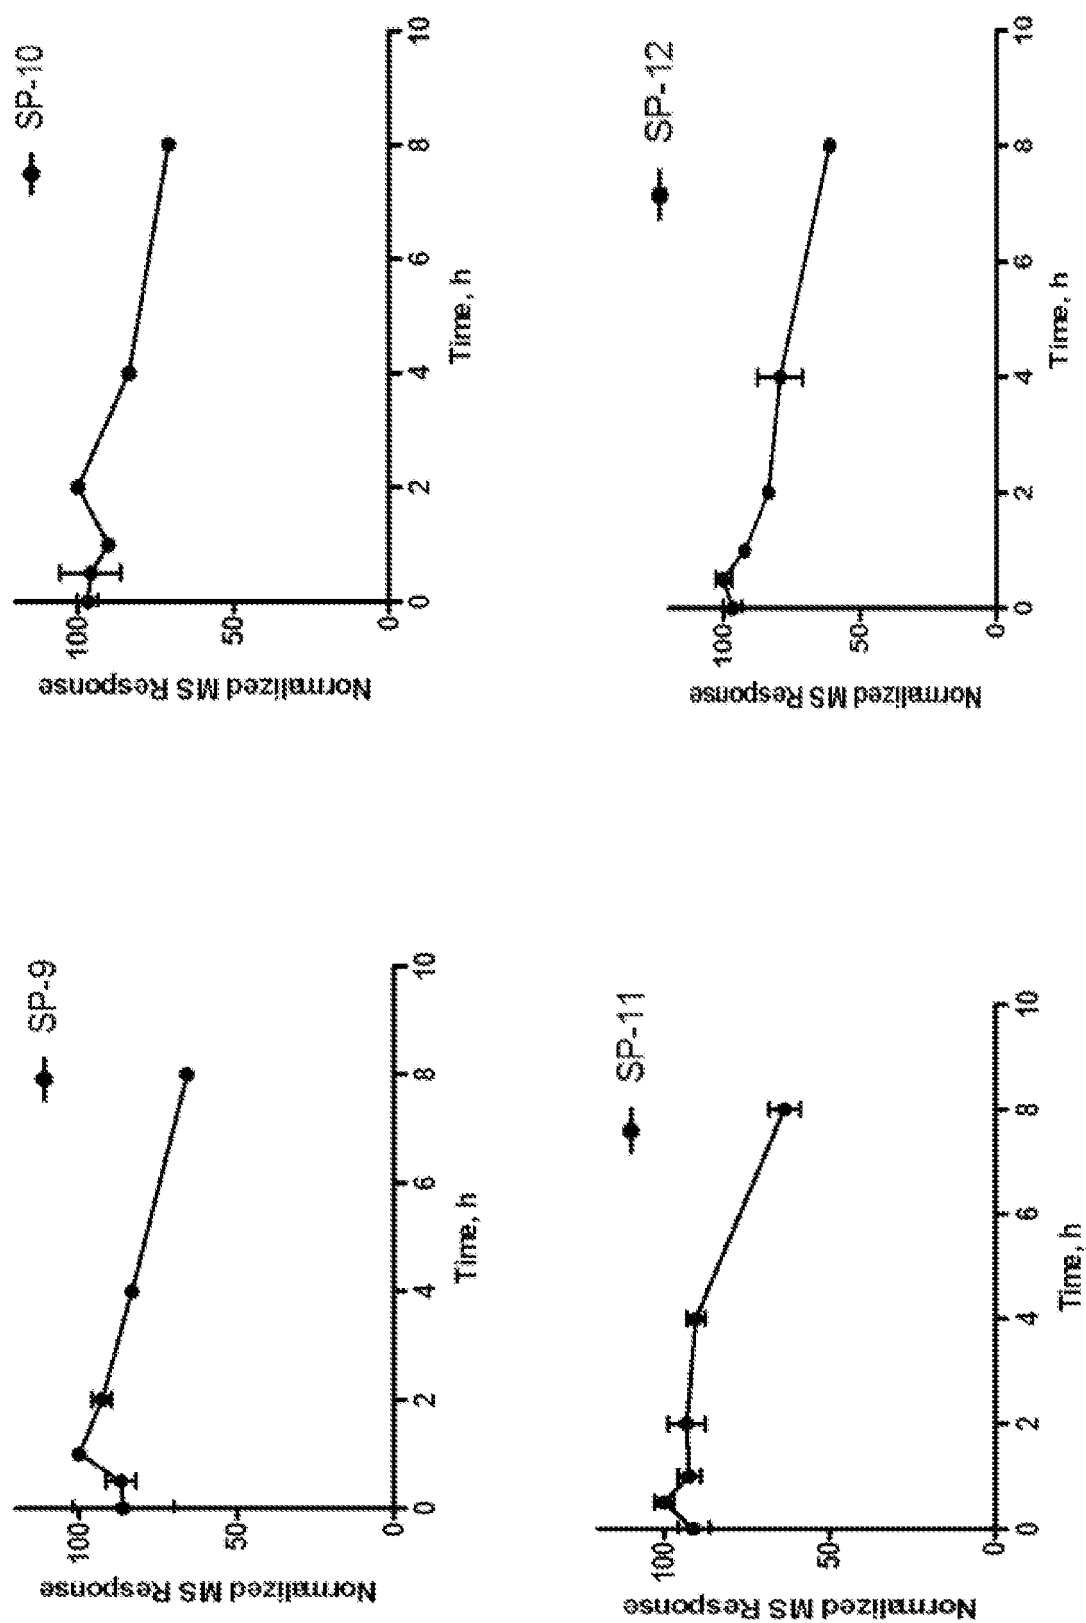 SP-9
Normalized MS Response
100
50
0
0 2 4 6 8 10
Time, h
SP-10
Normalized MS Response
100
50
0
0 2 4 6 8 10
Time, h
SP-11
Normalized MS Response
100
50
0
0 2 4 6 8 10
Time, h
SP-12
Normalized MS Response
100
50
0
0 2 4 6 8 10
Time, h